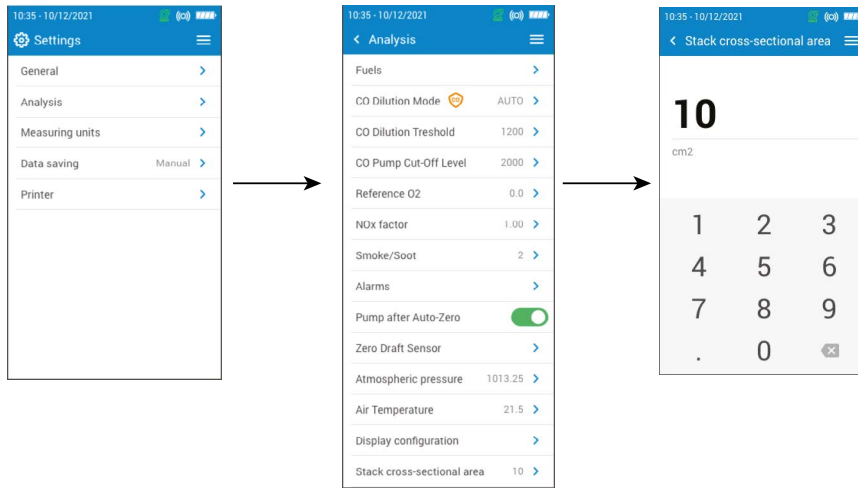 10:35 - 10/12/2021
Settings
General
Analysis
Measuring units
Data saving Manual
Printer
10:35 - 10/12/2021
Analysis
Fuels
CO Dilution Mode CO AUTO
CO Dilution Treshold 1200
CO Pump Cut-Off Level 2000
Reference O2 0.0
NOx factor 1.00
Smoke/Soot 2
Alarms
Pump after Auto-Zero
Zero Draft Sensor
Atmospheric pressure 1013.25
Air Temperature 21.5
Display configuration
Stack cross-sectional area 10
10:35 - 10/12/2021
Stack cross-sectional area
10
cm2
1 2 3
4 5 6
7 8 9
. 0